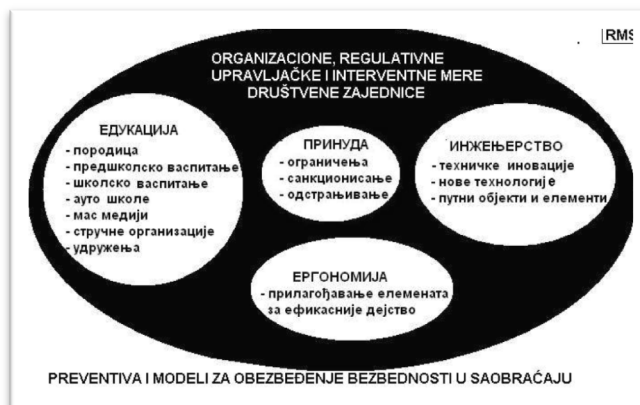 RMS
ORGANIZACIONE, REGULATIVNE
UPRAVLJAČKE I INTERVENTNE MERE
DRUŠTVENE ZAJEDNICE
ЕДУКАЦИЈА
- породица
- предшколско васпитање
- школско васпитање
- ауто школе
- мас медији
- стручне организације
- удружења
ПРИНУДА
- ограничења
- санкционисање
- одстрањивање
ИНЖЕЊЕРСТВО
- техничке иновације
- нове технологије
- путни објекти и елементи
ЕРГОНОМИЈА
- прилагођавање елемената
за ефикасније дејство
PREVENTIVA I MODELI ZA OBEZBEĐENJE BEZBEDNOSTI U SAOBRAĆAJU